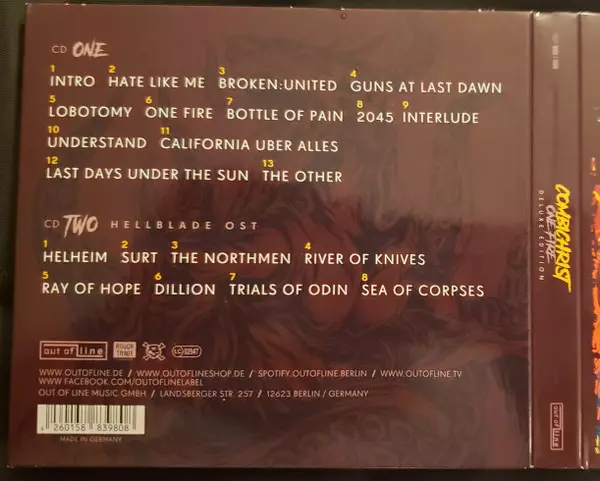 CD ONE
1 INTRO 2 HATE LIKE ME 3 BROKEN:UNITED 4 GUNS AT LAST DAWN
5 LOBOTOMY 6 ONE FIRE 7 BOTTLE OF PAIN 8 2045 9 INTERLUDE
10 UNDERSTAND 11 CALIFORNIA UBER ALLES
12 LAST DAYS UNDER THE SUN 13 THE OTHER
CD TWO HELLBLADE OST
1 HELHEIM 2 SURT 3 THE NORTHMEN 4 RIVER OF KNIVES
5 RAY OF HOPE 6 DILLION 7 TRIALS OF ODIN 8 SEA OF CORPSES
out of line ROUGH TRADE LC 02947
WWW.OUTOFLINE.DE / WWW.OUTOFLINESHOP.DE / SPOTIFY.OUTOFLINE.BERLIN / WWW.OUTOFLINE.TV
WWW.FACEBOOK.COM/OUTOFLINELABEL
OUT OF LINE MUSIC GMBH / LANDSBERGER STR. 257 / 12623 BERLIN / GERMANY
4 260158 839808
MADE IN GERMANY
COMBICHRIST
ONE FIRE
DELUXE EDITION
out of line